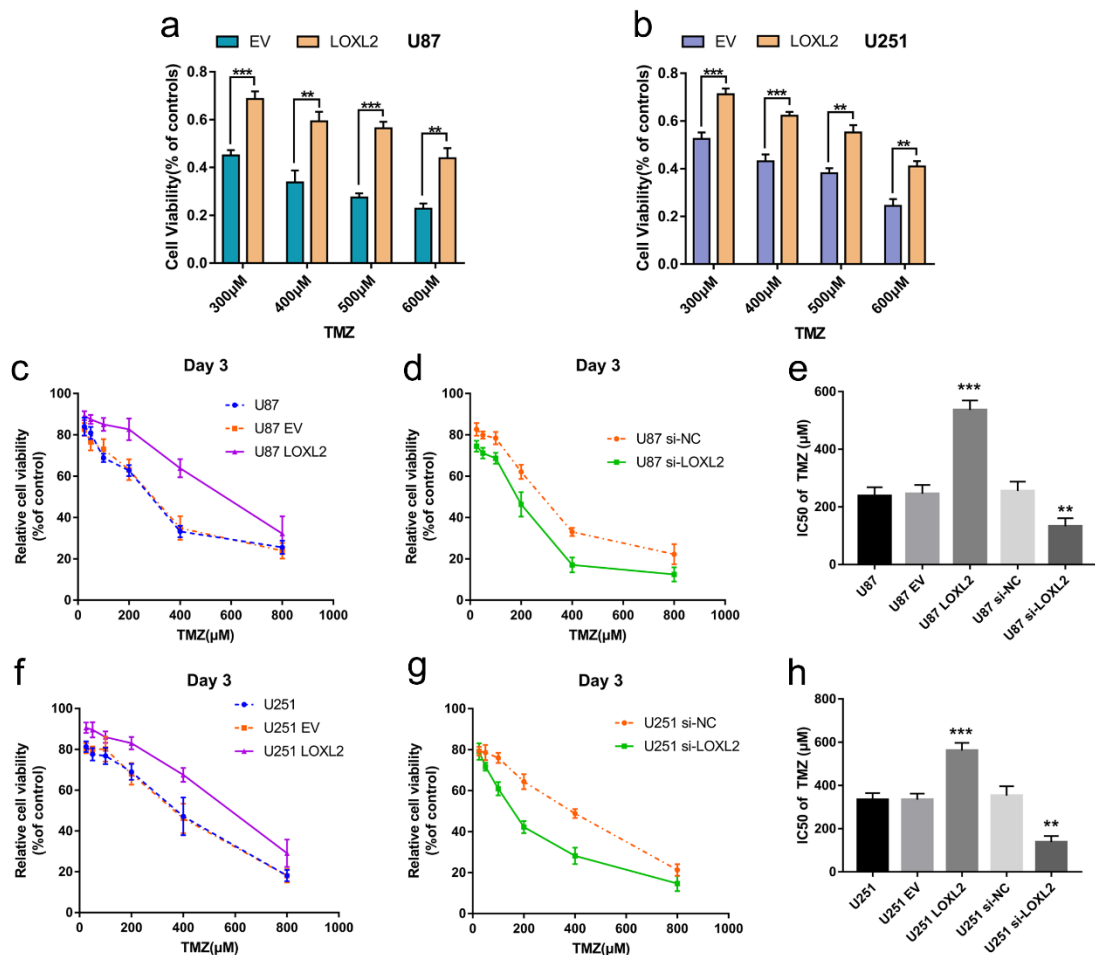 a
EV LOXL2 U87
Cell Viability(% of controls)
0.8
0.6
0.4
0.2
0.0
*** ** *** **
300μM 400μM 500μM 600μM
TMZ
b
EV LOXL2 U251
Cell Viability(% of controls)
0.8
0.6
0.4
0.2
0.0
*** *** ** **
300μM 400μM 500μM 600μM
TMZ
c
Day 3
Relative cell viability
(%of control)
100
80
60
40
20
0
U87
U87 EV
U87 LOXL2
0 200 400 600 800 1000
TMZ(μM)
d
Day 3
Relative cell viability
(%of control)
100
80
60
40
20
0
U87 si-NC
U87 si-LOXL2
0 200 400 600 800 1000
TMZ(μM)
e
IC50 of TMZ (μM)
600
400
200
0
***
**
U87 U87 EV U87 LOXL2 U87 si-NC U87 si-LOXL2
f
Day 3
Relative cell viability
(%of control)
100
80
60
40
20
0
U251
U251 EV
U251 LOXL2
0 200 400 600 800 1000
TMZ(μM)
g
Day 3
Relative cell viability
(%of control)
100
80
60
40
20
0
U251 si-NC
U251 si-LOXL2
0 200 400 600 800 1000
TMZ(μM)
h
IC50 of TMZ (μM)
800
600
400
200
0
***
**
U251 U251 EV U251 LOXL2 U251 si-NC U251 si-LOXL2